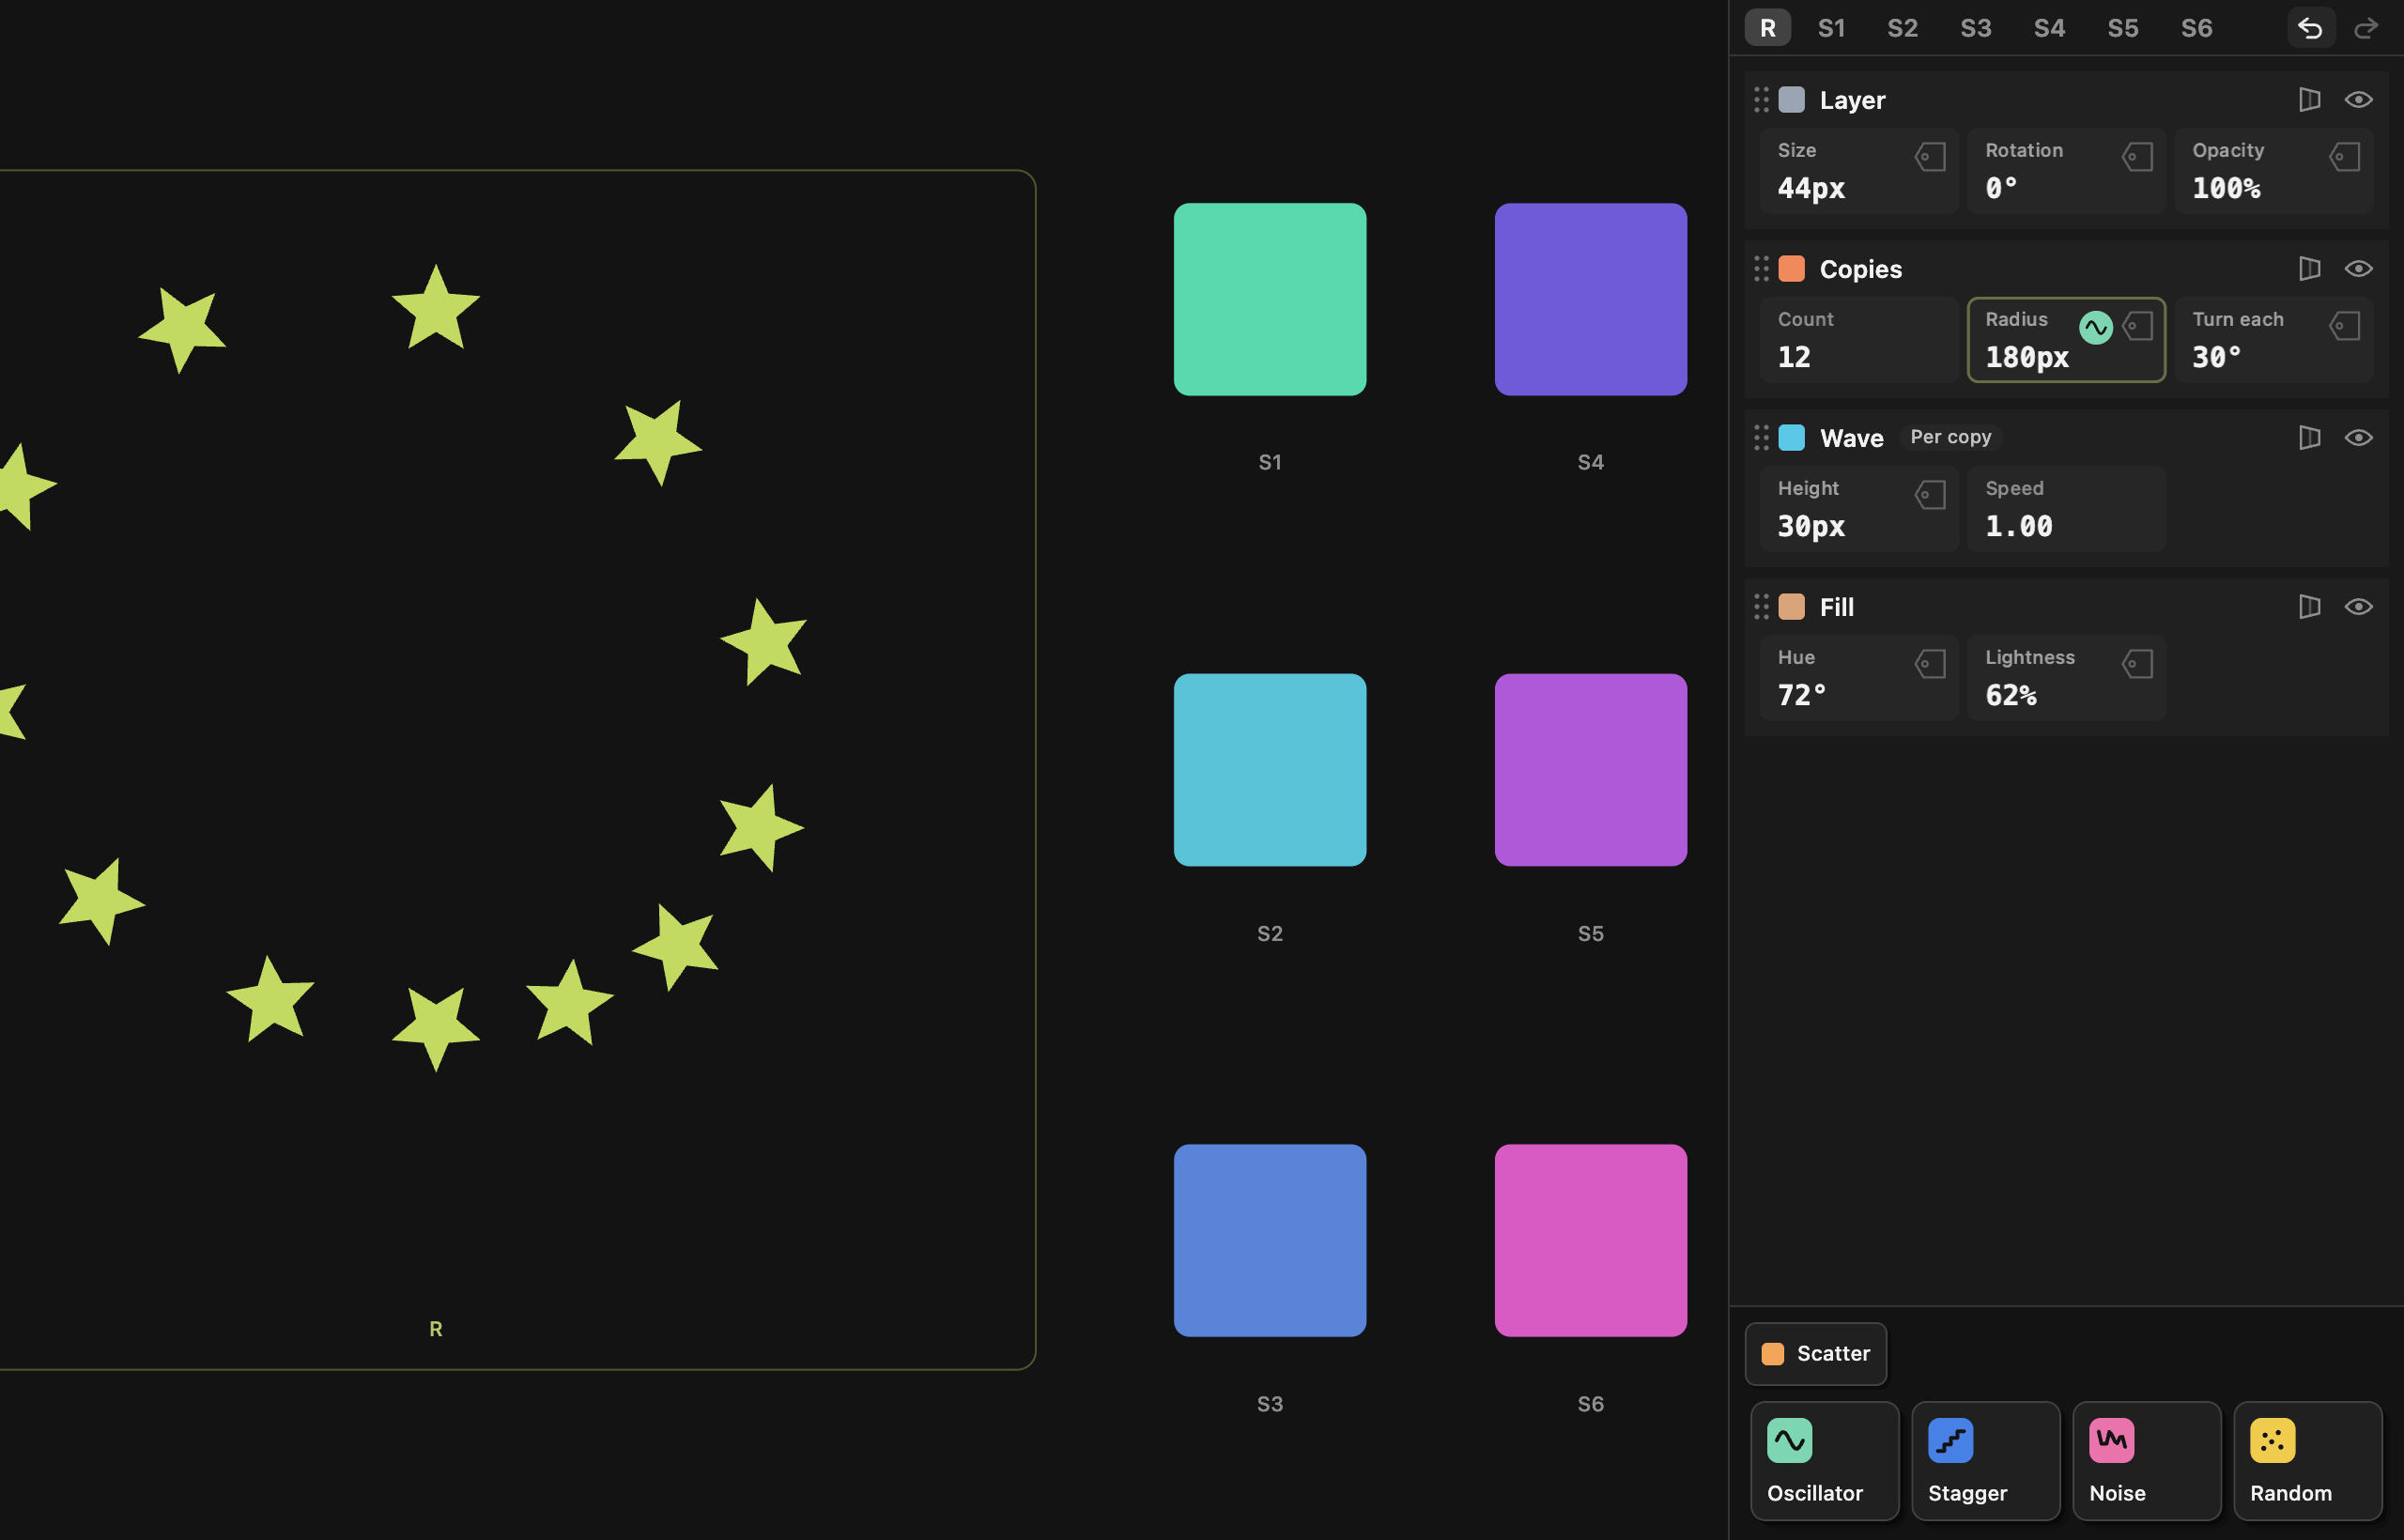 R S1 S2 S3 S4 S5 S6
Layer
Size Rotation Opacity
44px 0° 100%
Copies
Count Radius Turn each
12 180px 30°
Wave Per copy
Height Speed
30px 1.00
Fill
Hue Lightness
72° 62%
S1 S4
S2 S5
R
S3 S6
Scatter
Oscillator Stagger Noise Random